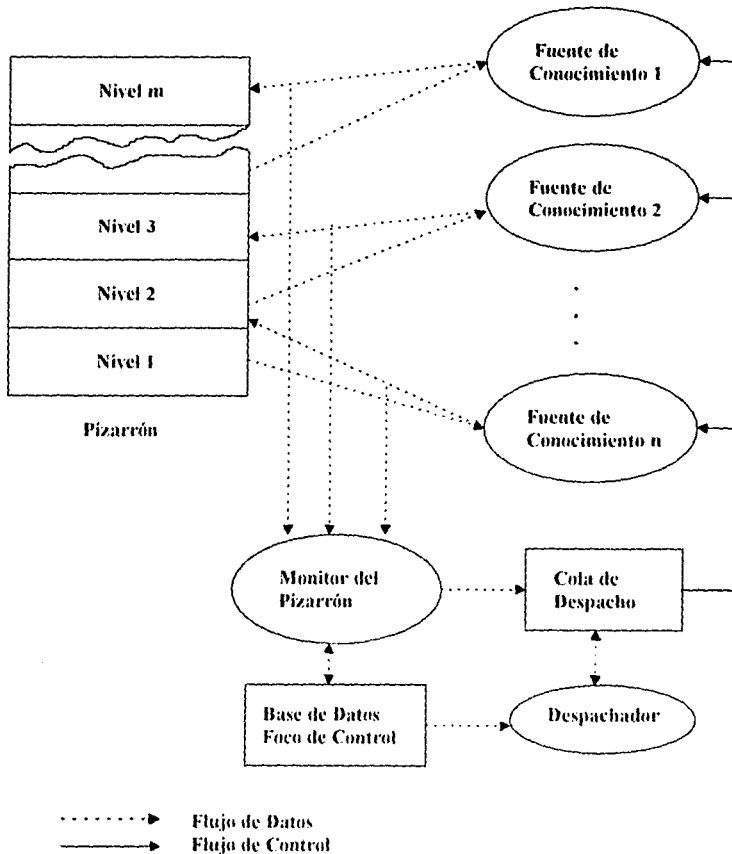 Nivel m
Nivel 3
Nivel 2
Nivel 1
Pizarrón
Fuente de
Conocimiento 1
Fuente de
Conocimiento 2
Fuente de
Conocimiento n
Monitor del
Pizarrón
Cola de
Despacho
Base de Datos
Foco de Control
Despachador
Flujo de Datos
Flujo de Control